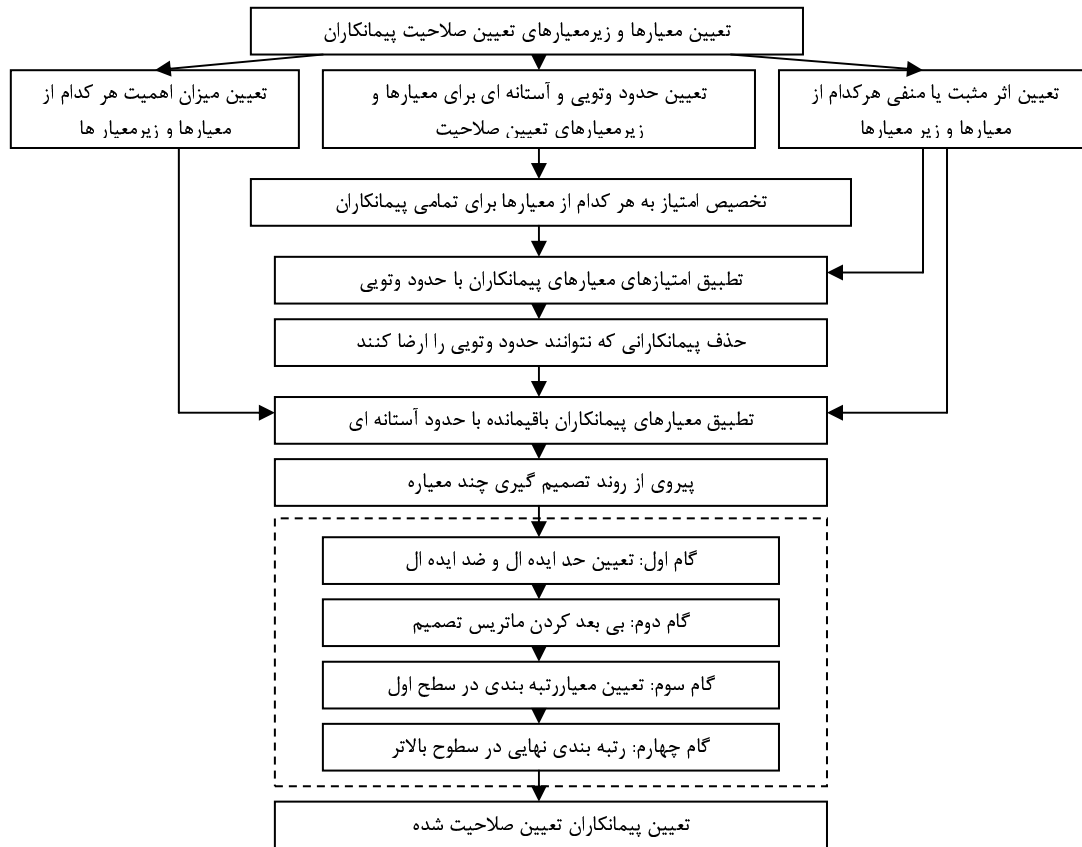 تعیین معیارها و زیرمعیارهای تعیین صلاحیت پیمانکاران
تعیین اثر مثبت یا منفی هرکدام از
معیارها و زیر معیارها
تعیین حدود وتویی و آستانه ای برای معیارها و
زیرمعیارهای تعیین صلاحیت
تعیین میزان اهمیت هر کدام از
معیارها و زیرمعیار ها
تخصیص امتیاز به هر کدام از معیارها برای تمامی پیمانکاران
تطبیق امتیازهای معیارهای پیمانکاران با حدود وتویی
حذف پیمانکارانی که نتوانند حدود وتویی را ارضا کنند
تطبیق معیارهای پیمانکاران باقیمانده با حدود آستانه ای
پیروی از روند تصمیم گیری چند معیاره
گام اول: تعیین حد ایده ال و ضد ایده ال
گام دوم: بی بعد کردن ماتریس تصمیم
گام سوم: تعیین معیاررتبه بندی در سطح اول
گام چهارم: رتبه بندی نهایی در سطوح بالاتر
تعیین پیمانکاران تعیین صلاحیت شده